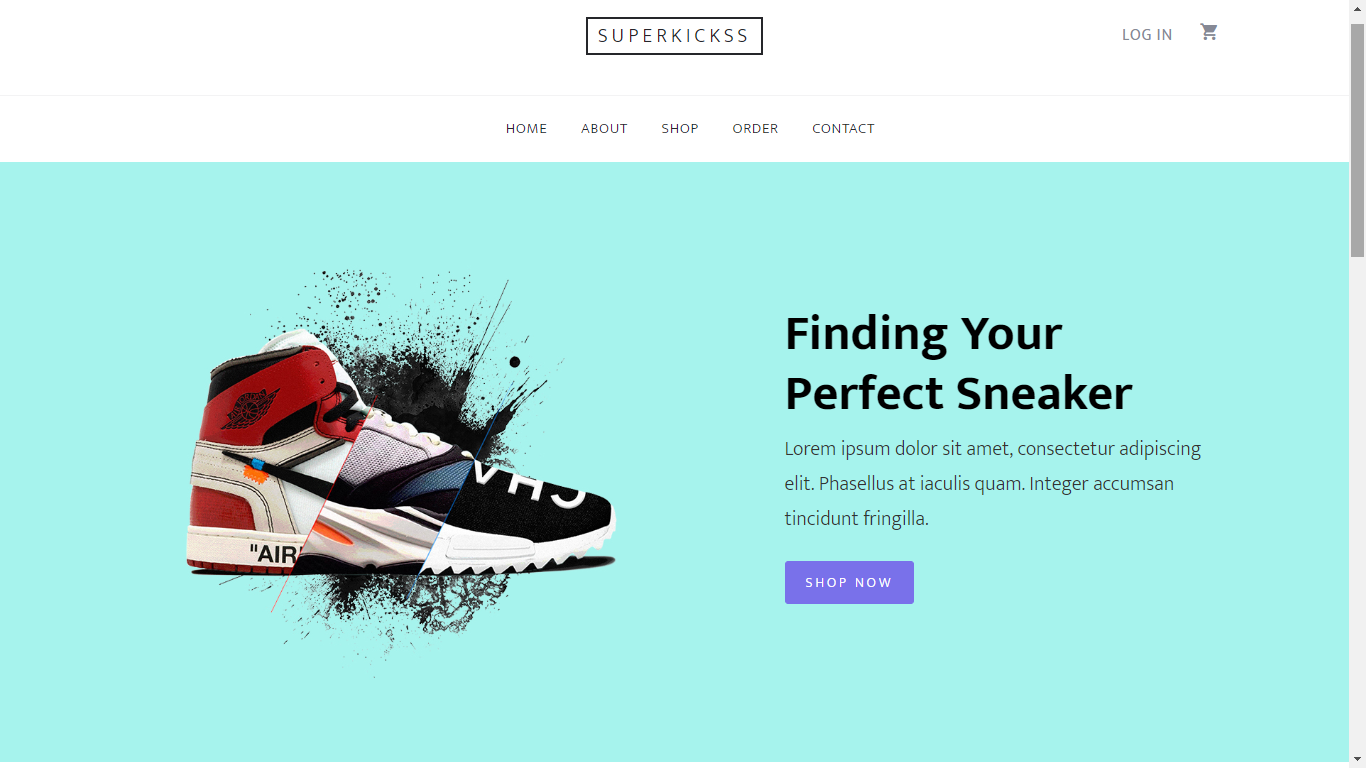 SUPERKICKSS
LOG IN
HOME ABOUT SHOP ORDER CONTACT
Finding Your
Perfect Sneaker
Lorem ipsum dolor sit amet, consectetur adipiscing
elit. Phasellus at iaculis quam. Integer accumsan
tincidunt fringilla.
SHOP NOW
"AIR